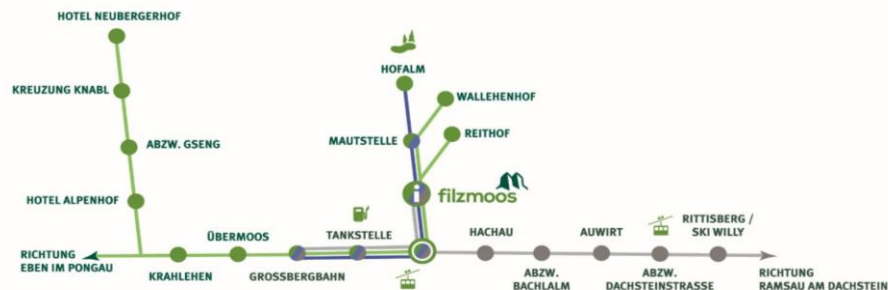 HOTEL NEUBERGERHOF
KREUZUNG KNABL
ABZW. GSENG
HOTEL ALPENHOF
RICHTUNG
EBEN IM PONGAU
KRAHLEHEN
ÜBERMOOS
GROSSBERGBAHN
TANKSTELLE
HOFALM
WALLEHENHOF
MAUTSTELLE
REITHOF
i filzmoos
HACHAU
ABZW.
BACHLALM
AUWIRT
ABZW.
DACHSTEINSTRASSE
RITTISBERG /
SKI WILLY
RICHTUNG
RAMSAU AM DACHSTEIN